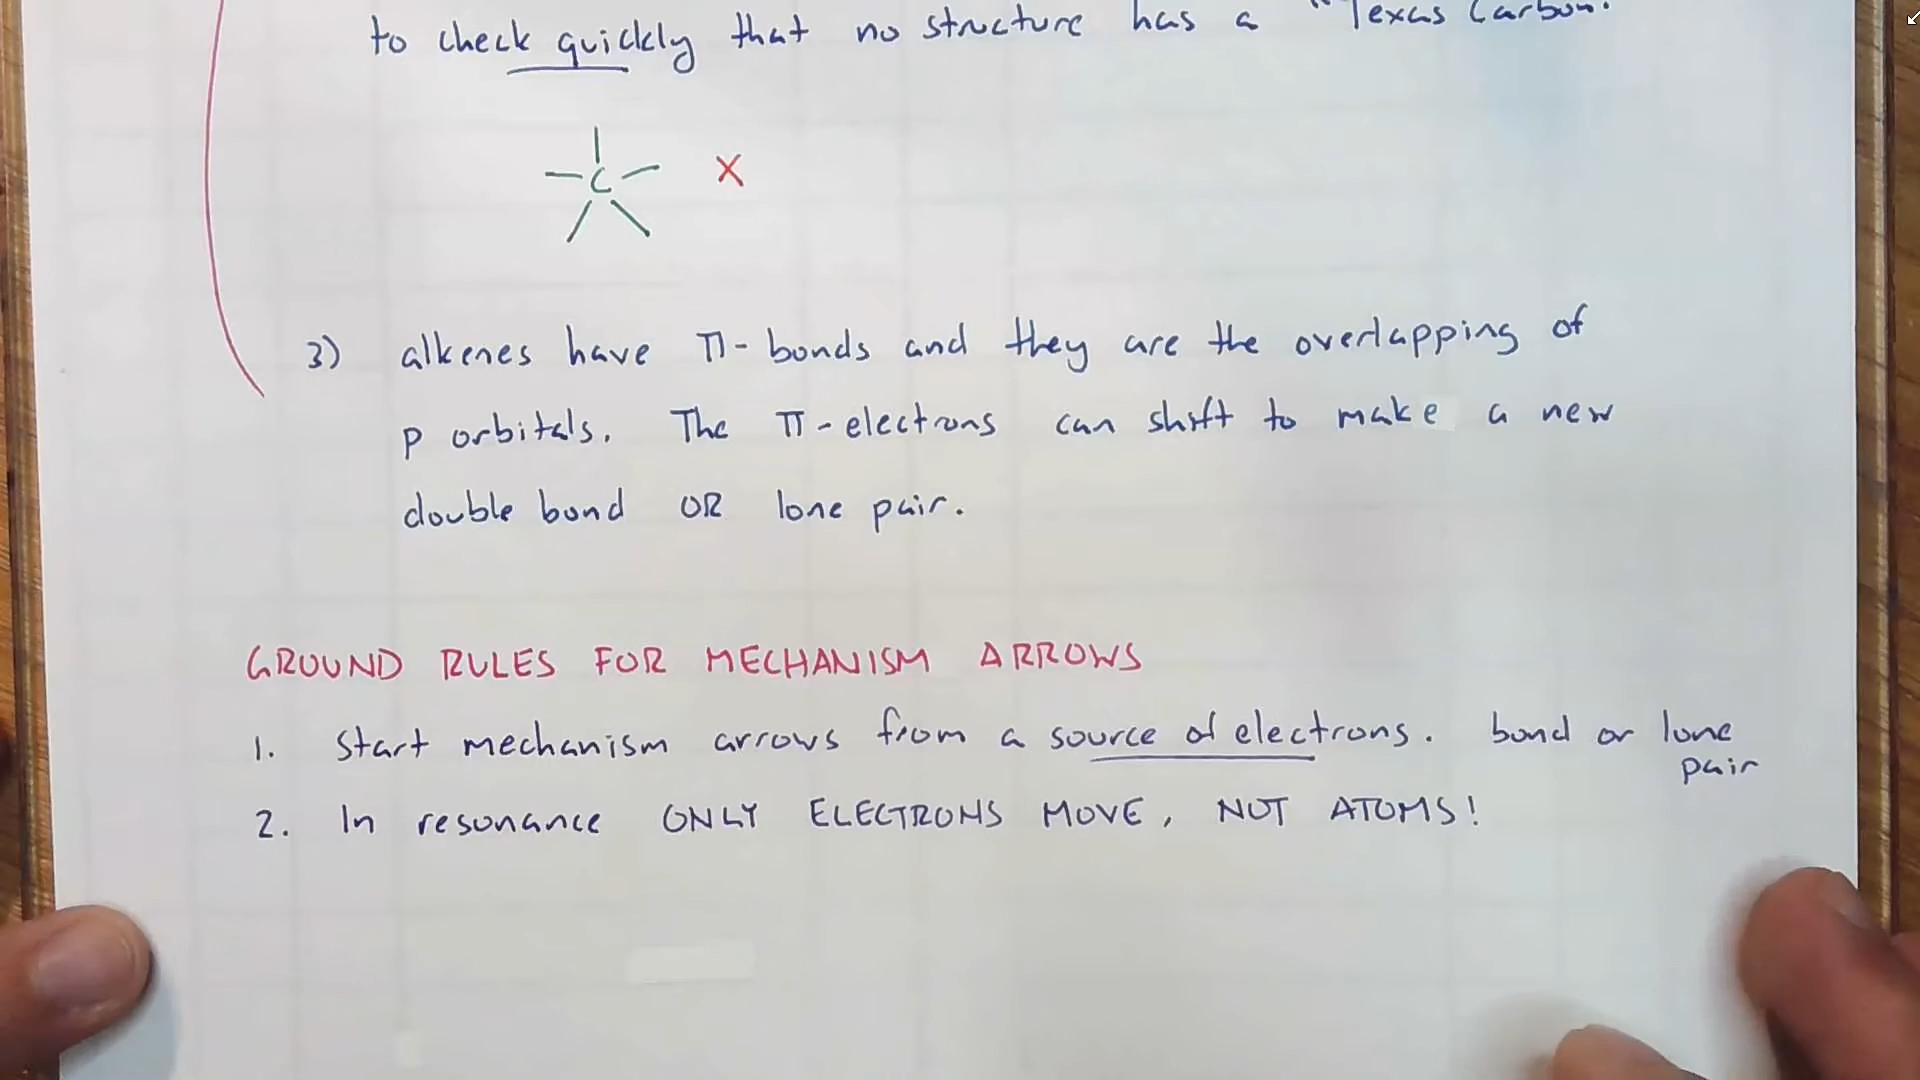 to check quickly that no structure has a "Texas Carbon.
C X
3) alkenes have π-bonds and they are the overlapping of
p orbitals. The π-electrons can shift to make a new
double bond OR lone pair.
GROUND RULES FOR MECHANISM ARROWS
1. Start mechanism arrows from a source of electrons. bond or lone
pair
2. In resonance ONLY ELECTRONS MOVE, NOT ATOMS!